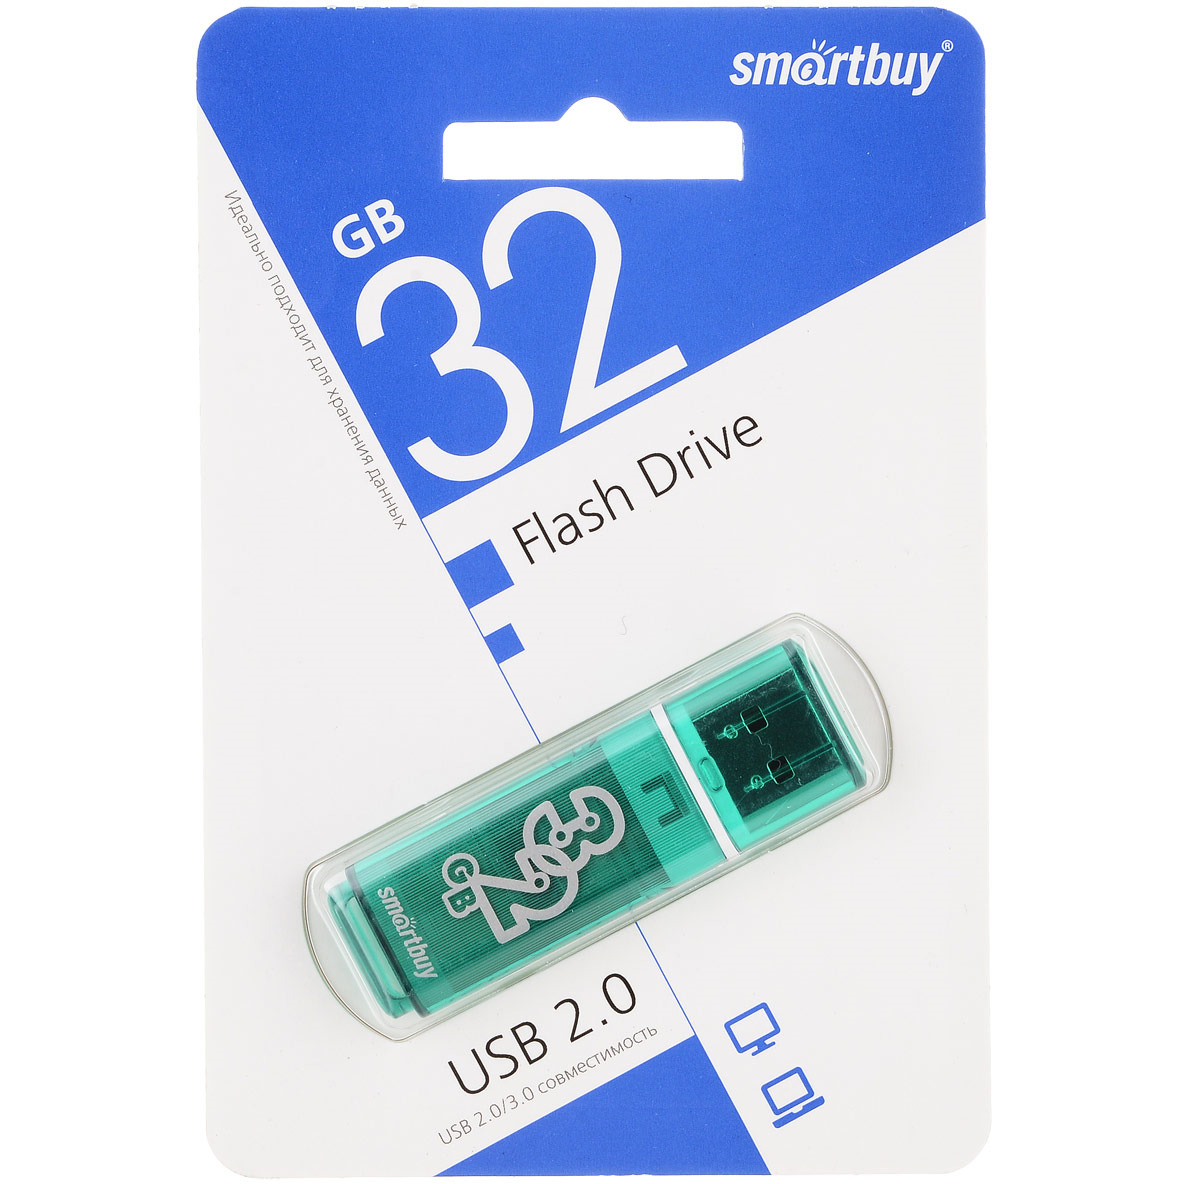 smartbuy®
GB
32
Идеально подходит для хранения данных
Flash Drive
32
GB
smartbuy
USB 2.0
USB 2.0/3.0 совместимость